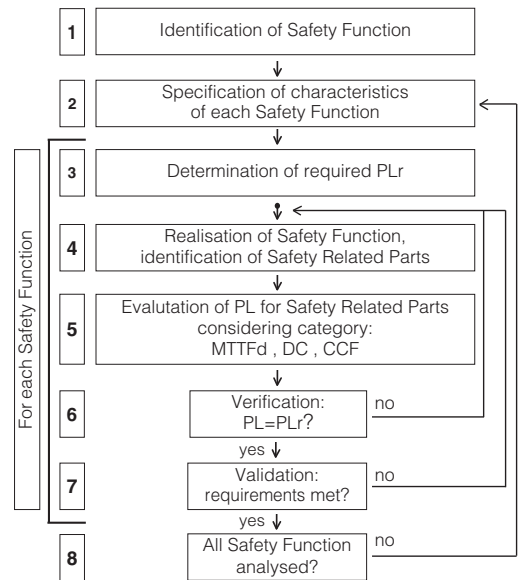 1
Identification of Safety Function
2
Specification of characteristics
of each Safety Function
For each Safety Function
3
Determination of required PLr
4
Realisation of Safety Function,
identification of Safety Related Parts
5
Evalutation of PL for Safety Related Parts
considering category:
MTTFd , DC , CCF
6
Verification:
PL=PLr?
no
yes
7
Validation:
requirements met?
no
yes
8
All Safety Function
analysed?
no